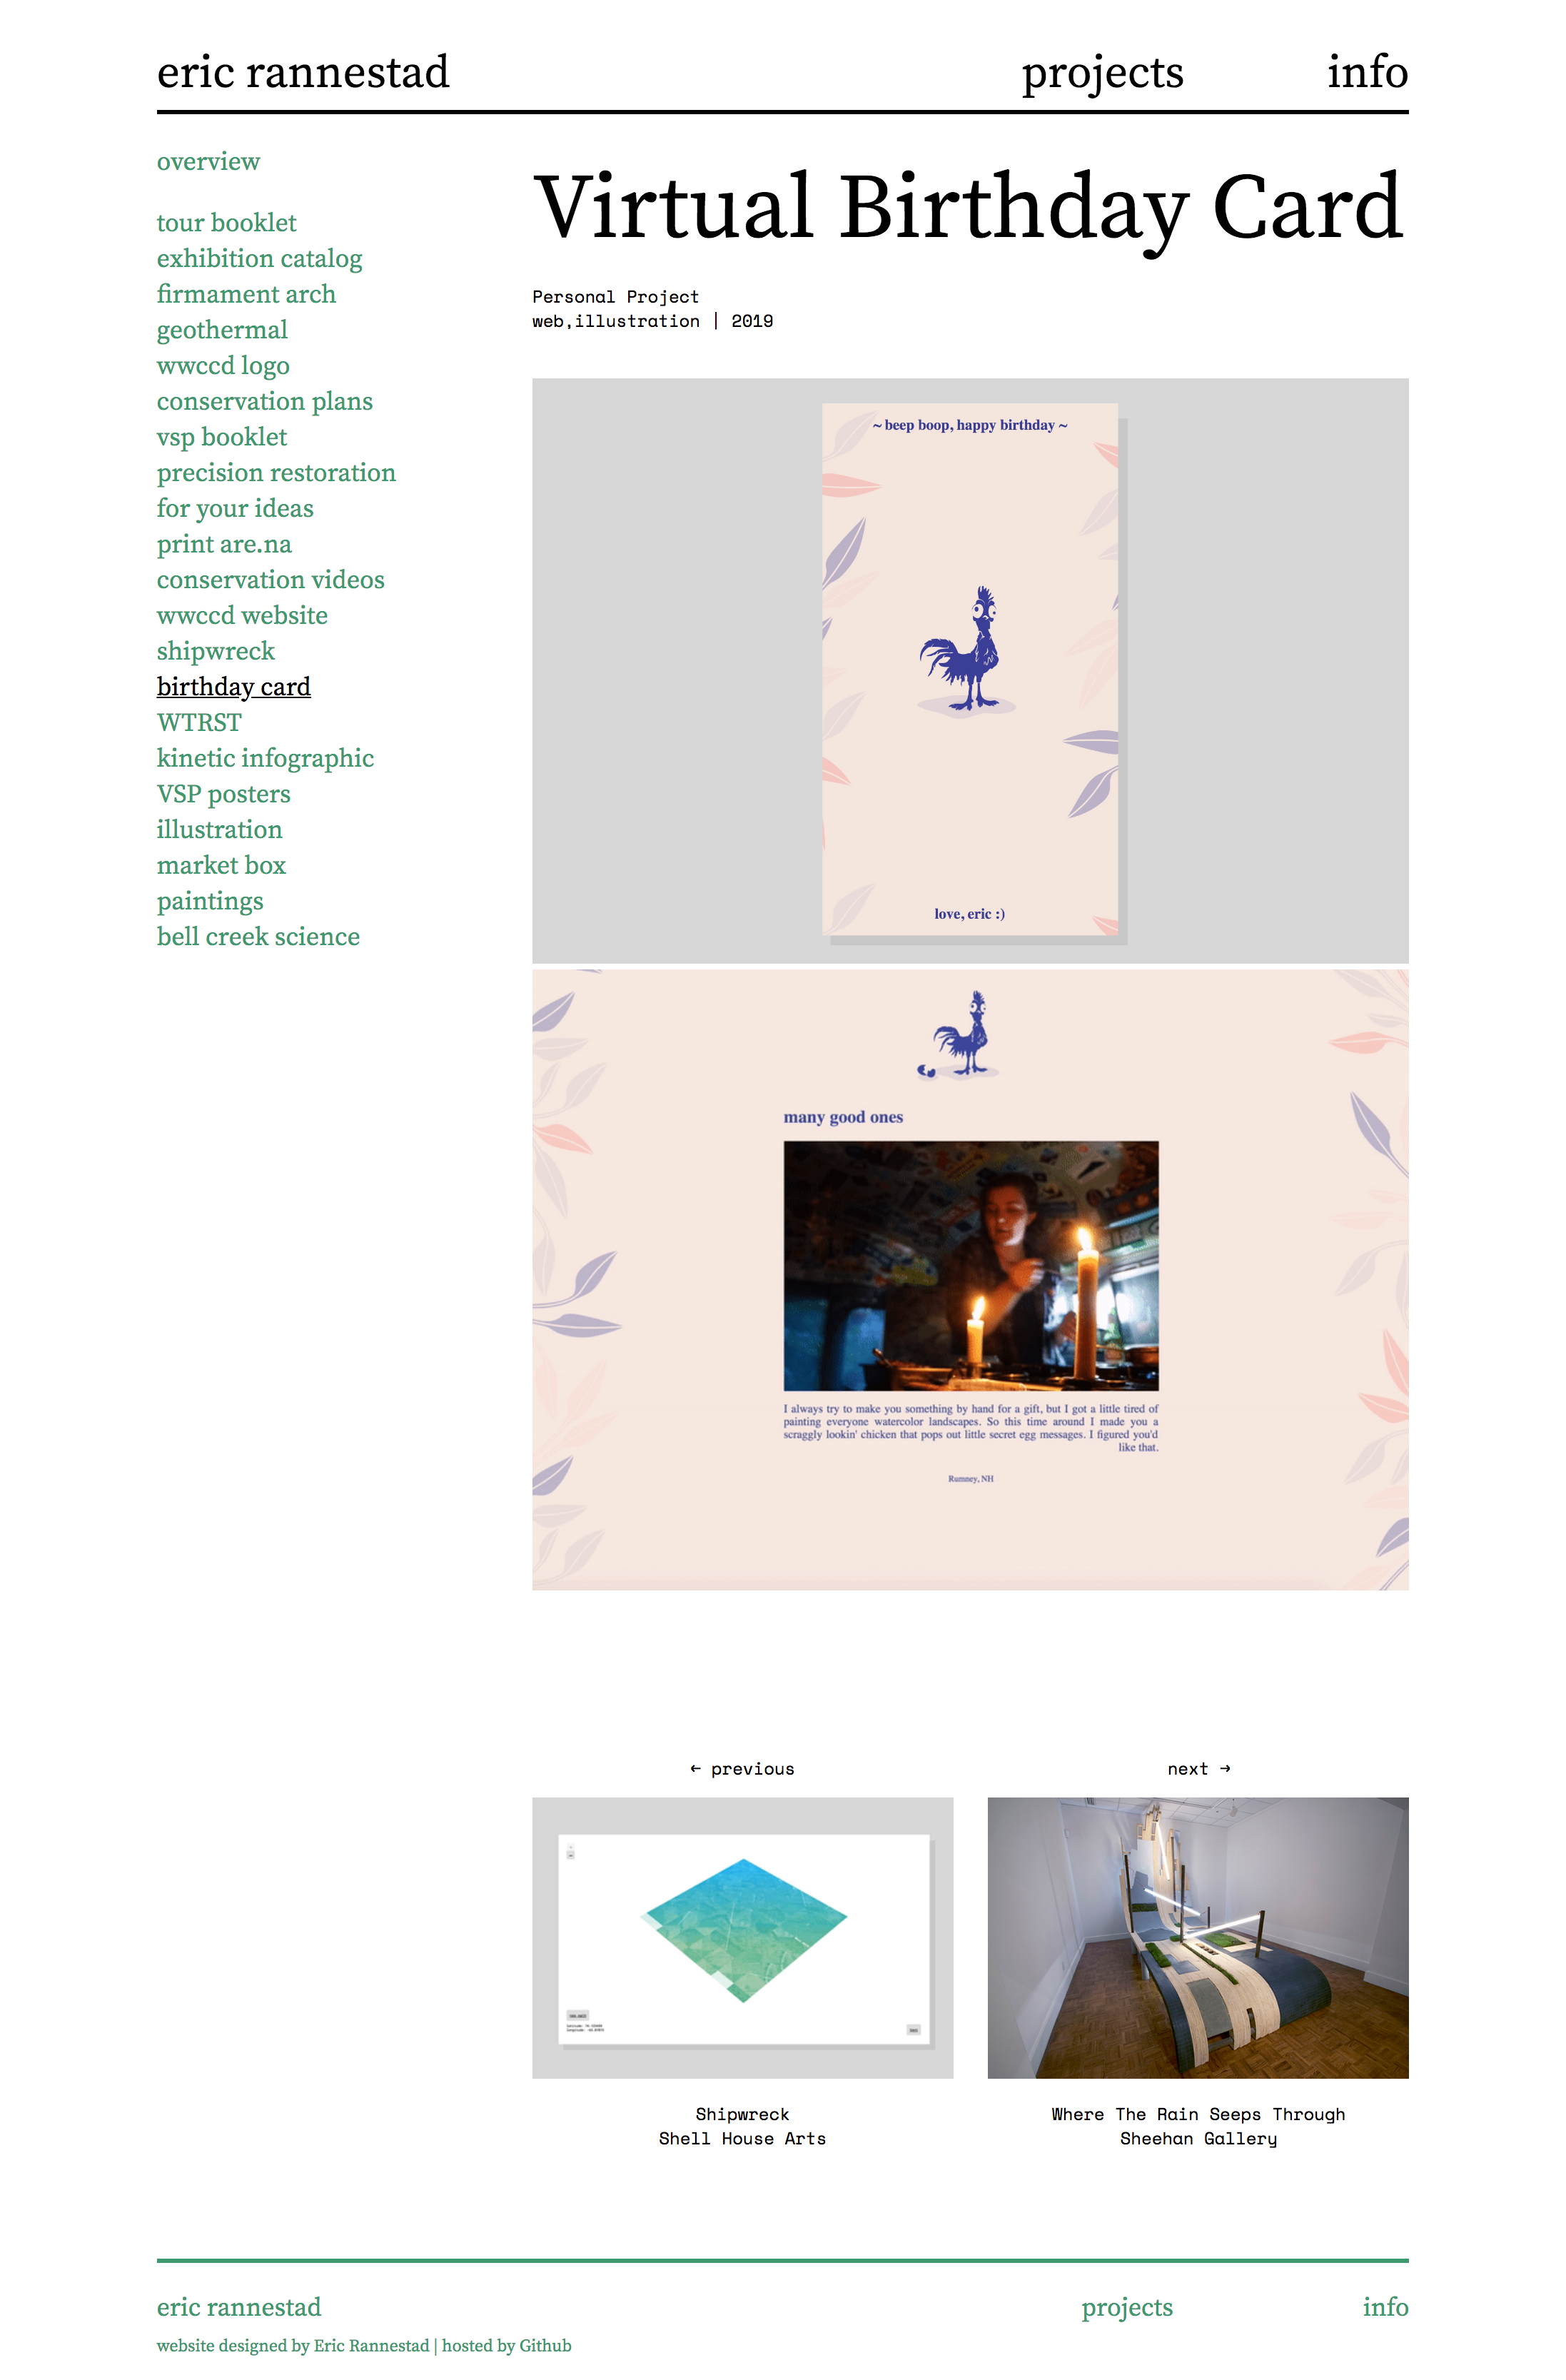 eric rannestad
projects
info
overview
tour booklet
exhibition catalog
firmament arch
geothermal
wwccd logo
conservation plans
vsp booklet
precision restoration
for your ideas
print are.na
conservation videos
wwccd website
shipwreck
birthday card
WTRST
kinetic infographic
VSP posters
illustration
market box
paintings
bell creek science
Virtual Birthday Card
Personal Project
web,illustration | 2019
~ beep boop, happy birthday ~
love, eric :)
many good ones
I always try to make you something by hand for a gift, but I got a little tired of
painting everyone watercolor landscapes. So this time around I made you a
scraggly lookin' chicken that pops out little secret egg messages. I figured you'd
like that.
Rumney, NH
← previous
next →
Shipwreck
Shell House Arts
Where The Rain Seeps Through
Sheehan Gallery
eric rannestad
projects
info
website designed by Eric Rannestad | hosted by Github